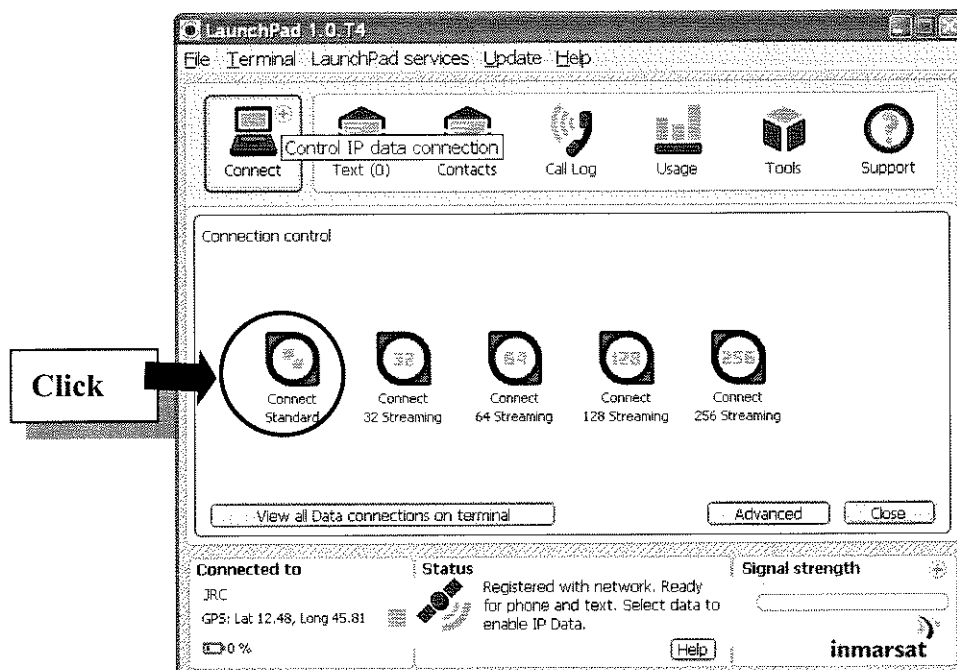 LaunchPad 1.0.T4
File Terminal LaunchPad services Update Help
Control IP data connection
Connect Text (0) Contacts Call Log Usage Tools Support
Connection control
32 64 128 256
Click
Connect Connect Connect Connect Connect
Standard 32 Streaming 64 Streaming 128 Streaming 256 Streaming
View all Data connections on terminal Advanced Close
Connected to
JRC
GPS: Lat 12.48, Long 45.81
0 %
Status
Registered with network. Ready
for phone and text. Select data to
enable IP Data.
Help
Signal strength
inmarsat